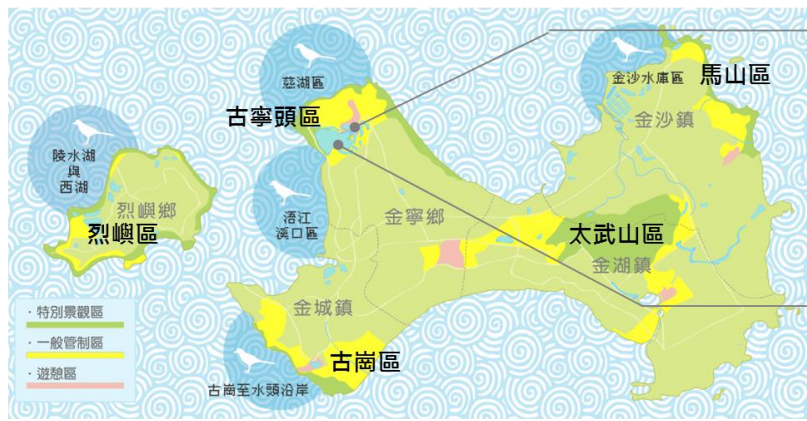 慈湖區
古寧頭區
金沙水庫區
馬山區
金沙鎮
陵水湖
與
西湖
烈嶼鄉
烈嶼區
浯江
溪口區
金寧鄉
太武山區
金湖鎮
金城鎮
古崗區
古崗至水頭沿岸
·特別景觀區
·一般管制區
·遊憩區